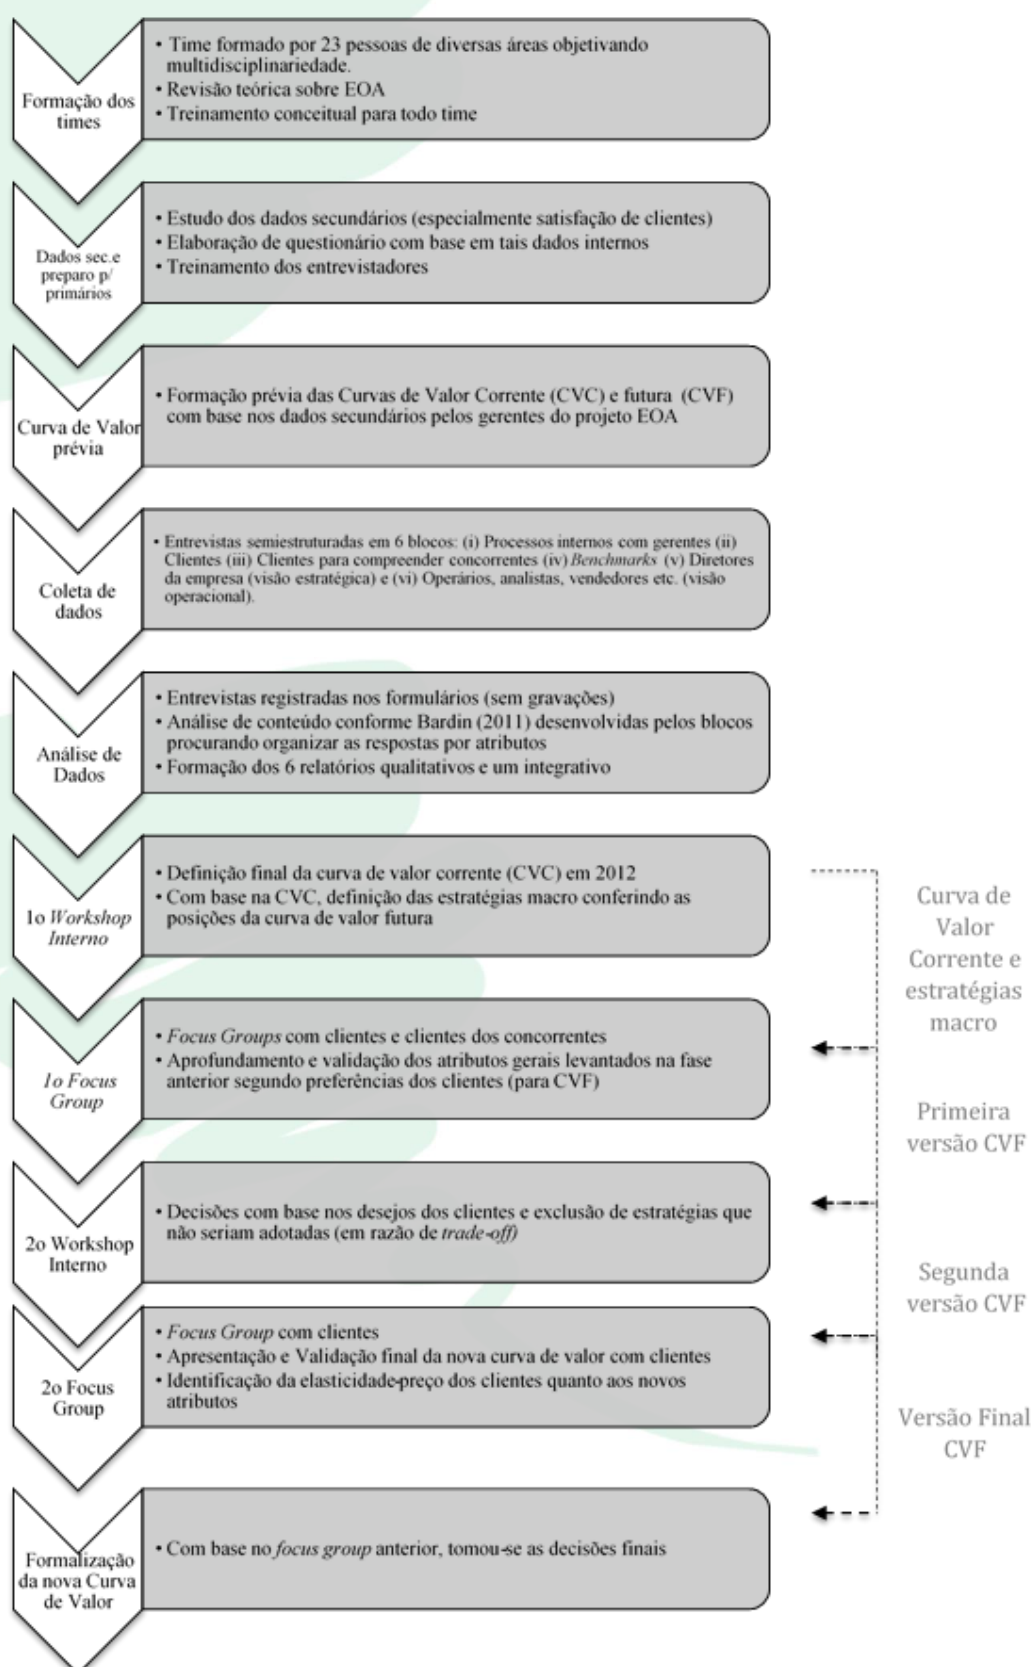 Formação dos
times
• Time formado por 23 pessoas de diversas áreas objetivando
multidisciplinariedade.
• Revisão teórica sobre EOA
• Treinamento conceitual para todo time
Dados sec.e
preparo p/
primários
• Estudo dos dados secundários (especialmente satisfação de clientes)
• Elaboração de questionário com base em tais dados internos
• Treinamento dos entrevistadores
Curva de Valor
prévia
• Formação prévia das Curvas de Valor Corrente (CVC) e futura (CVF)
com base nos dados secundários pelos gerentes do projeto EOA
Coleta de
dados
• Entrevistas semiestruturadas em 6 blocos: (i) Processos internos com gerentes (ii)
Clientes (iii) Clientes para compreender concorrentes (iv) Benchmarks (v) Diretores
da empresa (visão estratégica) e (vi) Operários, analistas, vendedores etc. (visão
operacional).
Análise de
Dados
• Entrevistas registradas nos formulários (sem gravações)
• Análise de conteúdo conforme Bardin (2011) desenvolvidas pelos blocos
procurando organizar as respostas por atributos
• Formação dos 6 relatórios qualitativos e um integrativo
1o Workshop
Interno
• Definição final da curva de valor corrente (CVC) em 2012
• Com base na CVC, definição das estratégias macro conferindo as
posições da curva de valor futura
Curva de
Valor
Corrente e
estratégias
macro
1o Focus
Group
• Focus Groups com clientes e clientes dos concorrentes
• Aprofundamento e validação dos atributos gerais levantados na fase
anterior segundo preferências dos clientes (para CVF)
Primeira
versão CVF
2o Workshop
Interno
• Decisões com base nos desejos dos clientes e exclusão de estratégias que
não seriam adotadas (em razão de trade-off)
Segunda
versão CVF
2o Focus
Group
• Focus Group com clientes
• Apresentação e Validação final da nova curva de valor com clientes
• Identificação da elasticidade-preço dos clientes quanto aos novos
atributos
Versão Final
CVF
Formalização
da nova Curva
de Valor
• Com base no focus group anterior, tomou-se as decisões finais